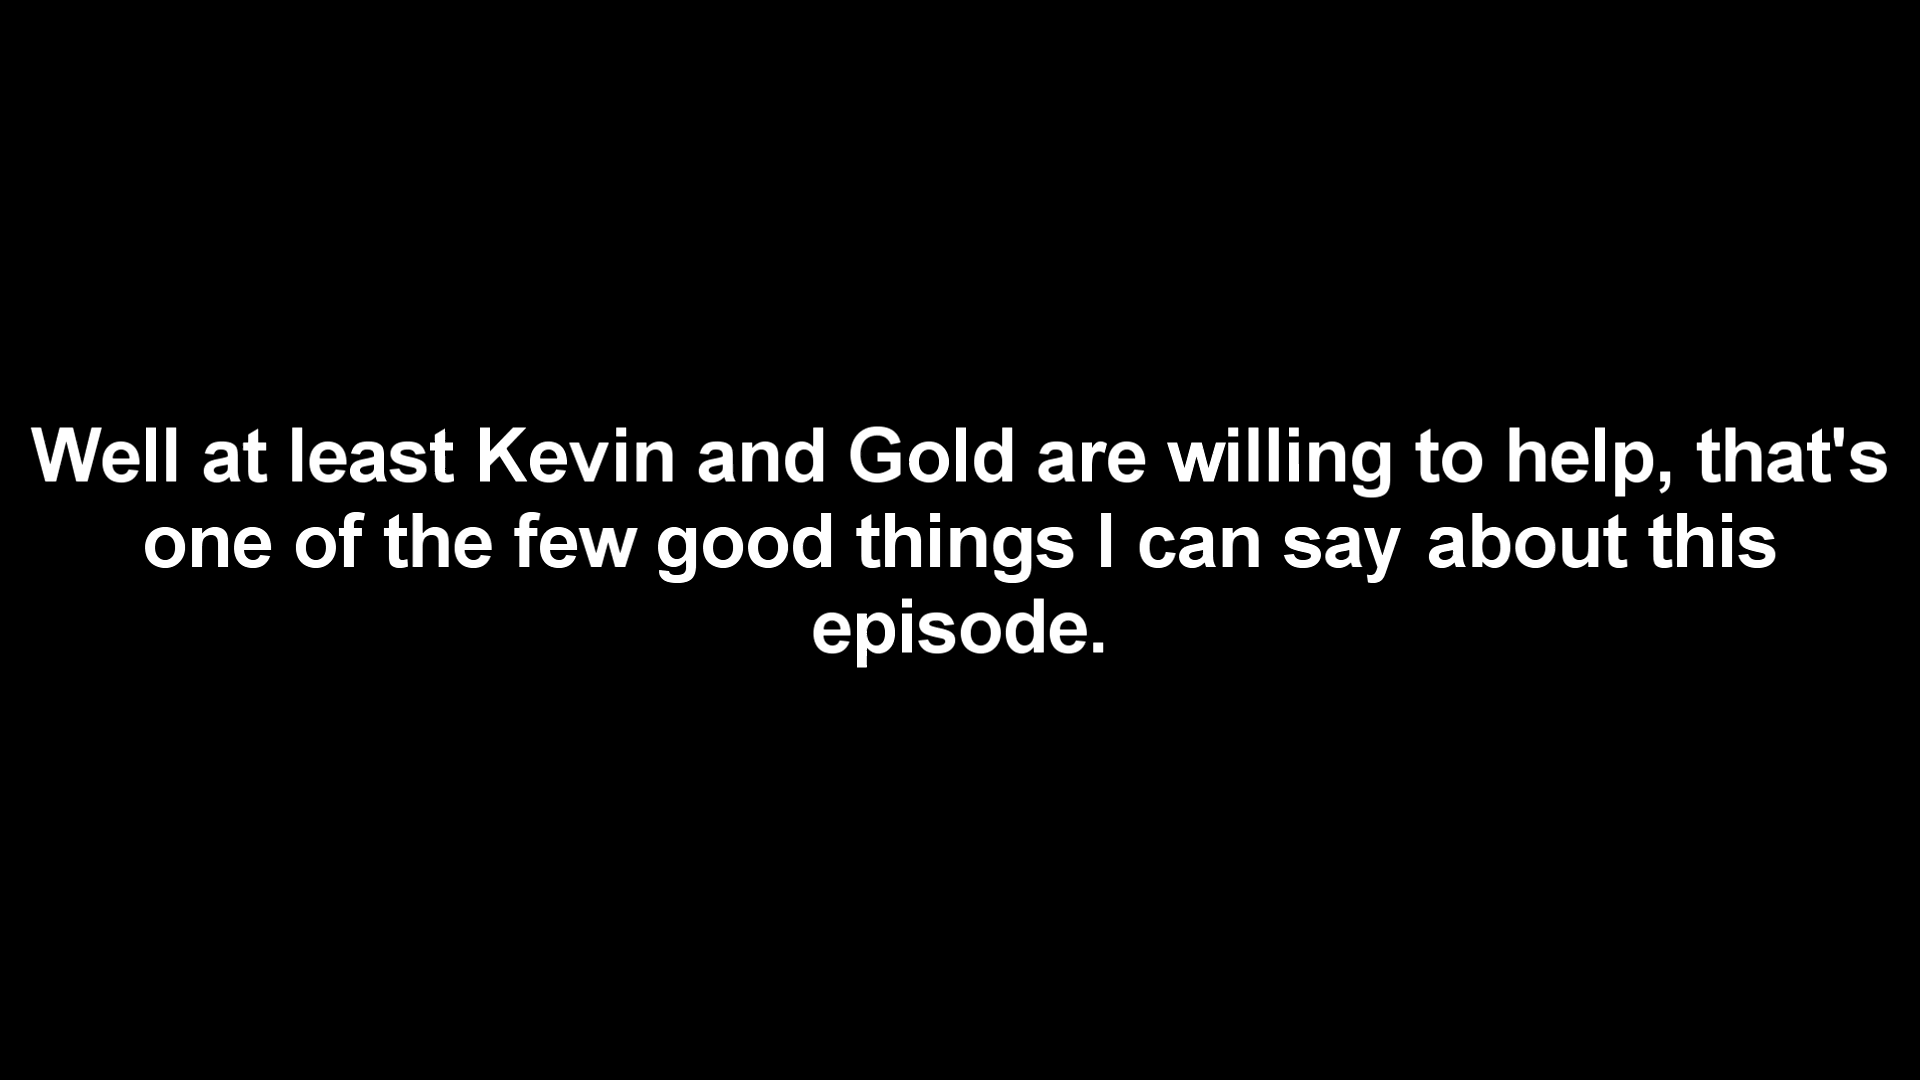 Well at least Kevin and Gold are willing to help, that's
one of the few good things I can say about this
episode.